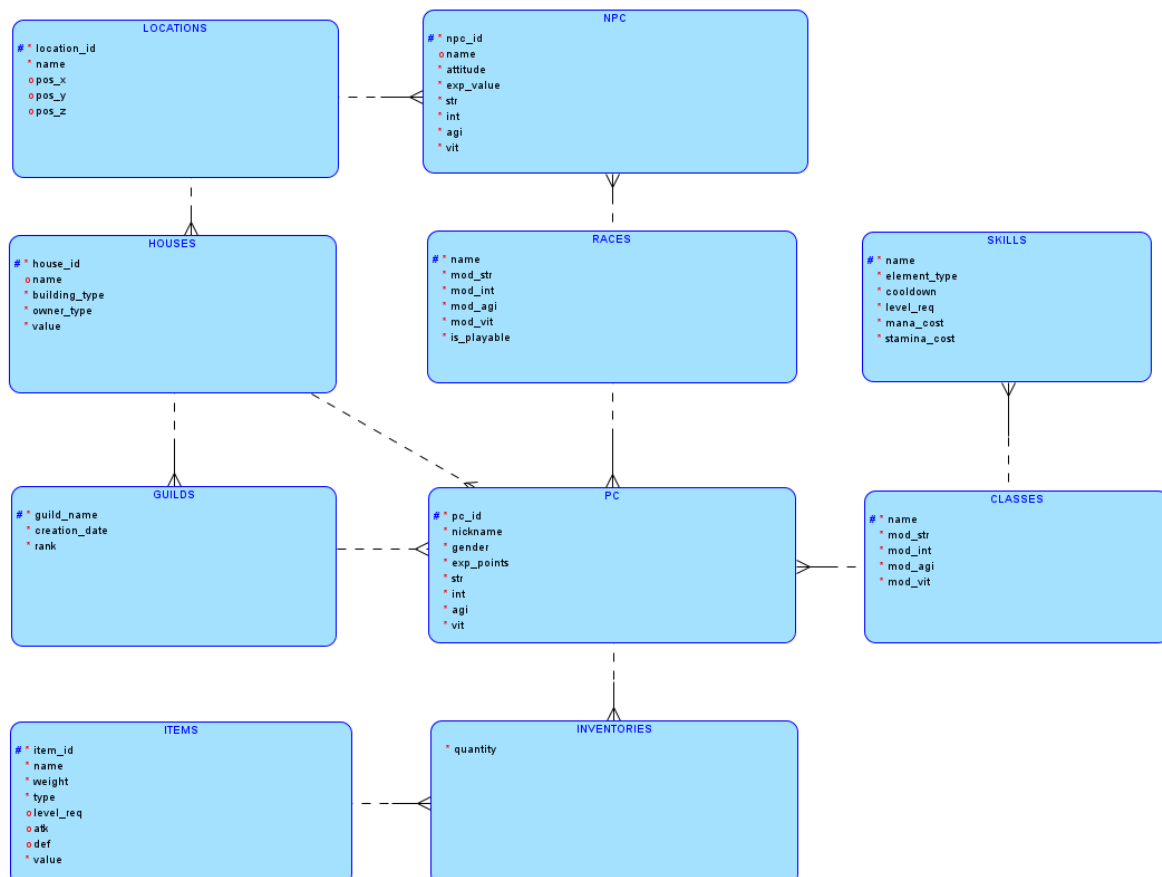 LOCATIONS
# * location_id
* name
o pos_x
o pos_y
o pos_z
NPC
# * npc_id
o name
* attitude
* exp_value
* str
* int
* agi
* vit
HOUSES
# * house_id
o name
* building_type
* owner_type
* value
RACES
# * name
* mod_str
* mod_int
* mod_agi
* mod_vit
* is_playable
SKILLS
# * name
* element_type
* cooldown
* level_req
* mana_cost
* stamina_cost
GUILDS
# * guild_name
* creation_date
* rank
PC
# * pc_id
* nickname
* gender
* exp_points
* str
* int
* agi
* vit
CLASSES
# * name
* mod_str
* mod_int
* mod_agi
* mod_vit
ITEMS
# * item_id
* name
* weight
* type
o level_req
o atk
o def
* value
INVENTORIES
* quantity